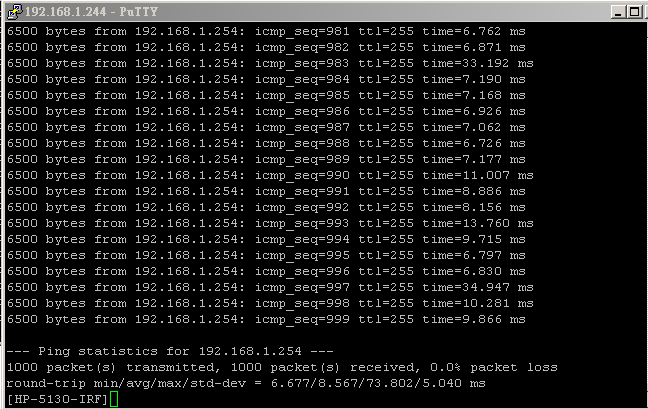 192.168.1.244 - PuTTY
6500 bytes from 192.168.1.254: icmp_seq=981 ttl=255 time=6.762 ms
6500 bytes from 192.168.1.254: icmp_seq=982 ttl=255 time=6.871 ms
6500 bytes from 192.168.1.254: icmp_seq=983 ttl=255 time=33.192 ms
6500 bytes from 192.168.1.254: icmp_seq=984 ttl=255 time=7.190 ms
6500 bytes from 192.168.1.254: icmp_seq=985 ttl=255 time=7.168 ms
6500 bytes from 192.168.1.254: icmp_seq=986 ttl=255 time=6.926 ms
6500 bytes from 192.168.1.254: icmp_seq=987 ttl=255 time=7.062 ms
6500 bytes from 192.168.1.254: icmp_seq=988 ttl=255 time=6.726 ms
6500 bytes from 192.168.1.254: icmp_seq=989 ttl=255 time=7.177 ms
6500 bytes from 192.168.1.254: icmp_seq=990 ttl=255 time=11.007 ms
6500 bytes from 192.168.1.254: icmp_seq=991 ttl=255 time=8.886 ms
6500 bytes from 192.168.1.254: icmp_seq=992 ttl=255 time=8.156 ms
6500 bytes from 192.168.1.254: icmp_seq=993 ttl=255 time=13.760 ms
6500 bytes from 192.168.1.254: icmp_seq=994 ttl=255 time=9.715 ms
6500 bytes from 192.168.1.254: icmp_seq=995 ttl=255 time=6.797 ms
6500 bytes from 192.168.1.254: icmp_seq=996 ttl=255 time=6.830 ms
6500 bytes from 192.168.1.254: icmp_seq=997 ttl=255 time=34.947 ms
6500 bytes from 192.168.1.254: icmp_seq=998 ttl=255 time=10.281 ms
6500 bytes from 192.168.1.254: icmp_seq=999 ttl=255 time=9.866 ms
--- Ping statistics for 192.168.1.254 ---
1000 packet(s) transmitted, 1000 packet(s) received, 0.0% packet loss
round-trip min/avg/max/std-dev = 6.677/8.567/73.802/5.040 ms
[HP-5130-IRF]